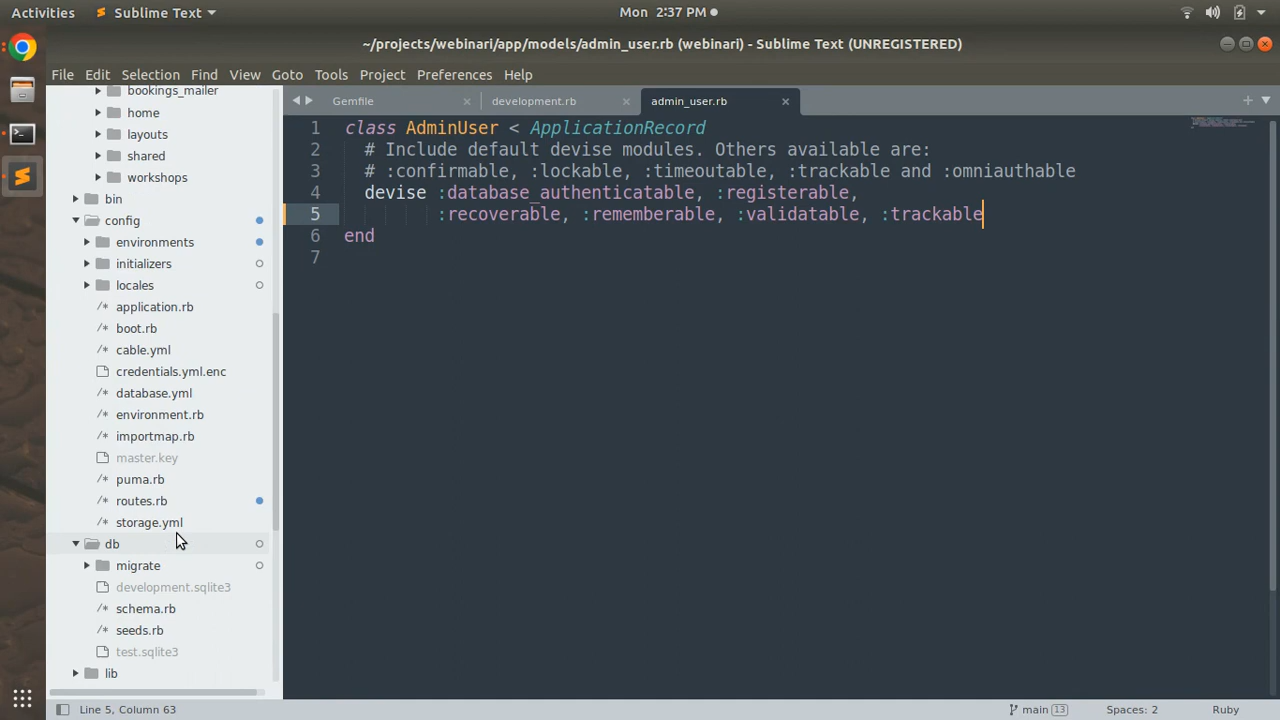 Activities
Sublime Text
Mon 2:37 PM
~/projects/webinari/app/models/admin_user.rb (webinari) - Sublime Text (UNREGISTERED)
File Edit Selection Find View Goto Tools Project Preferences Help
bookings_mailer
home
layouts
shared
workshops
bin
config
environments
initializers
locales
/* application.rb
/* boot.rb
/* cable.yml
credentials.yml.enc
/* database.yml
/* environment.rb
/* importmap.rb
master.key
/* puma.rb
/* routes.rb
/* storage.yml
db
migrate
development.sqlite3
/* schema.rb
/* seeds.rb
test.sqlite3
lib
Gemfile
development.rb
admin_user.rb
1 class AdminUser < ApplicationRecord
2 # Include default devise modules. Others available are:
3 # :confirmable, :lockable, :timeoutable, :trackable and :omniauthable
4 devise :database_authenticatable, :registerable,
5 :recoverable, :rememberable, :validatable, :trackable
6 end
7
Line 5, Column 63
main 13
Spaces: 2
Ruby